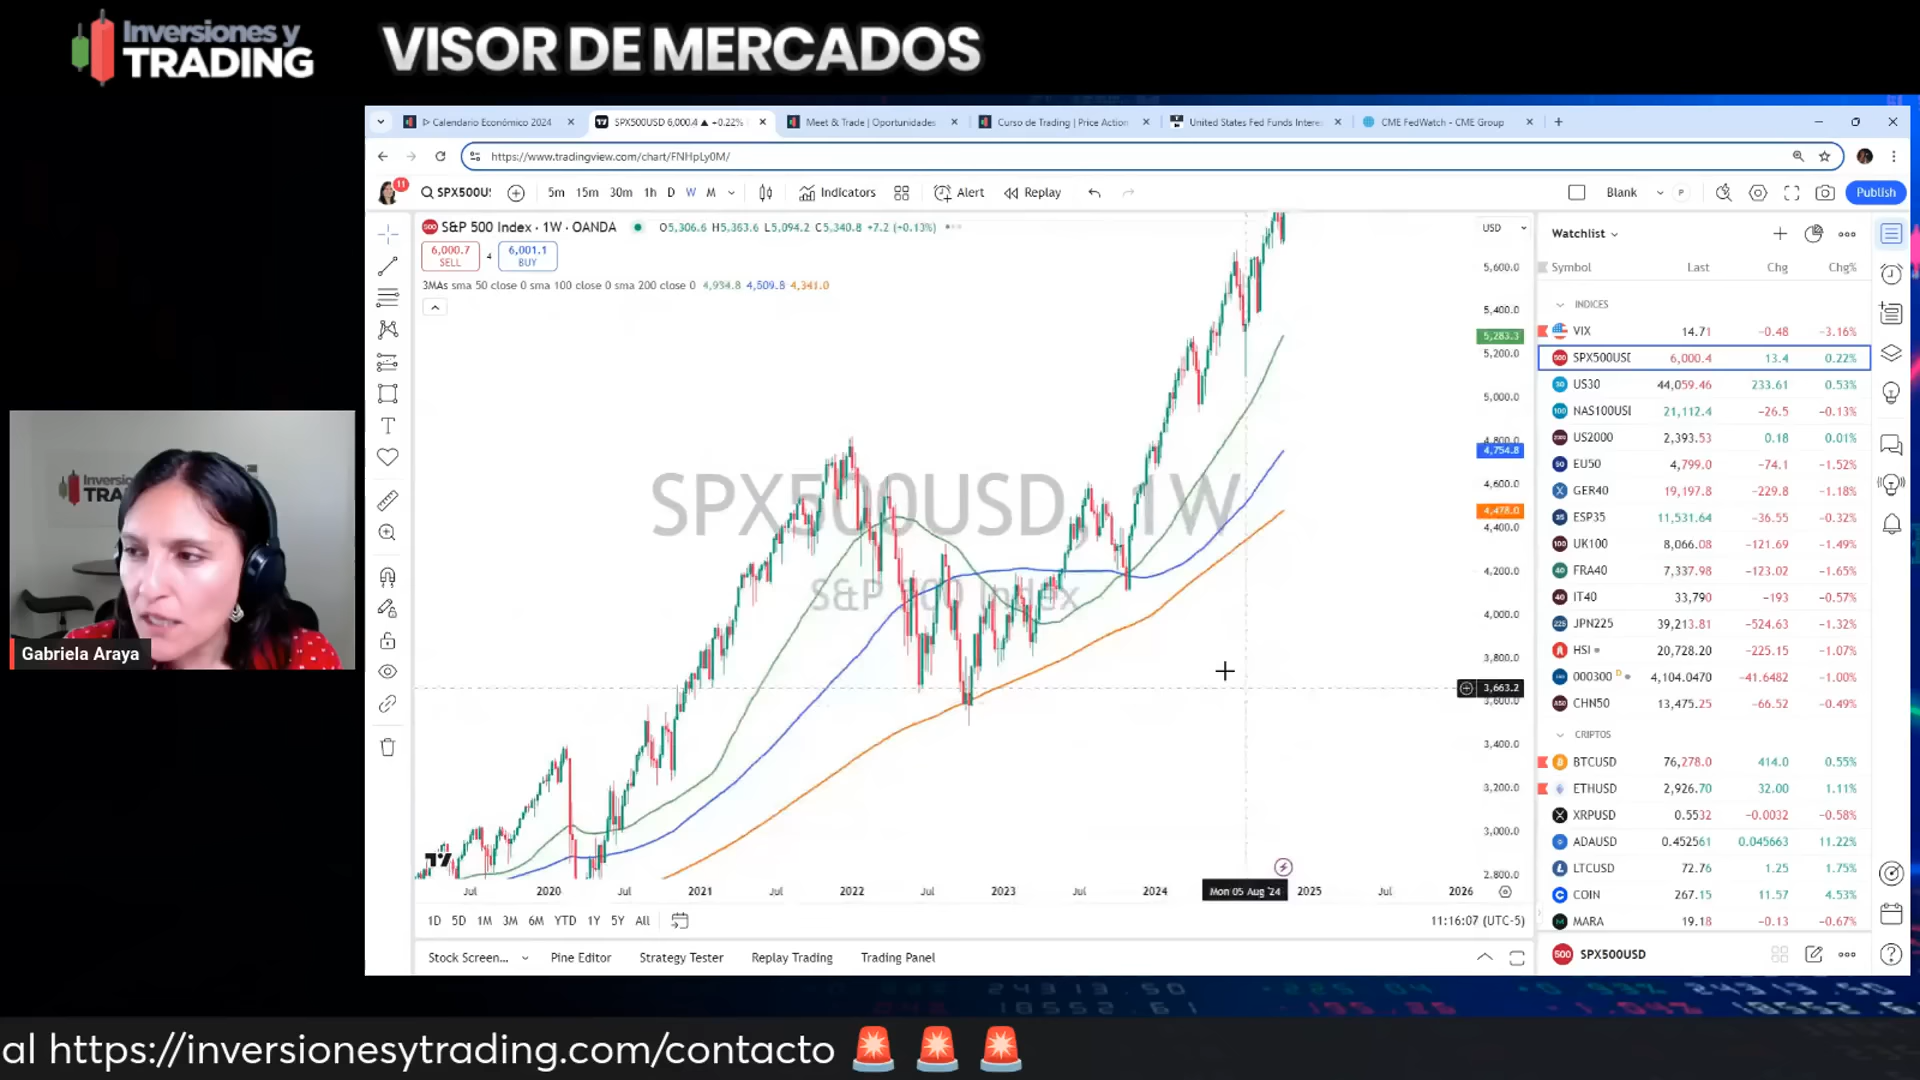 Inversiones y
TRADING
VISOR DE MERCADOS
Calendario Económico 2024
SPX500USD 6,000.4 ▲ +0.22%
Meet & Trade | Oportunidades
Curso de Trading | Price Action
United States Fed Funds Intere
CME FedWatch - CME Group
https://www.tradingview.com/chart/FNHpLy0M/
11
SPX500U
5m 15m 30m 1h D W M
Indicators
Alert
Replay
Blank
P
Publish
S&P 500 Index · 1W · OANDA
O5,306.6 H5,363.6 L5,094.2 C5,340.8 +7.2 (+0.13%)
6,000.7
SELL
4
6,001.1
BUY
3MAs sma 50 close 0 sma 100 close 0 sma 200 close 0 4,934.8 4,509.8 4,341.0
SPX500USD, 1W
S&P 500 Index
USD
5,600.0
5,400.0
5,283.3
5,200.0
5,000.0
4,800.0
4,754.8
4,600.0
4,478.0
4,400.0
4,200.0
4,000.0
3,800.0
3,663.2
3,600.0
3,400.0
3,200.0
3,000.0
2,800.0
Jul 2020 Jul 2021 Jul 2022 Jul 2023 Jul 2024 Mon 05 Aug '24 2025 Jul 2026
1D 5D 1M 3M 6M YTD 1Y 5Y All
11:16:07 (UTC-5)
Stock Screen...
Pine Editor
Strategy Tester
Replay Trading
Trading Panel
Watchlist
Symbol Last Chg Chg%
INDICES
VIX 14.71 -0.48 -3.16%
SPX500USD 6,000.4 13.4 0.22%
US30 44,059.46 233.61 0.53%
NAS100USD 21,112.4 -26.5 -0.13%
US2000 2,393.53 0.18 0.01%
EU50 4,799.0 -74.1 -1.52%
GER40 19,197.8 -229.8 -1.18%
ESP35 11,531.64 -36.55 -0.32%
UK100 8,066.08 -121.69 -1.49%
FRA40 7,337.98 -123.02 -1.65%
IT40 33,790 -193 -0.57%
JPN225 39,213.81 -524.63 -1.32%
HSI 20,728.20 -225.15 -1.07%
000300 D 4,104.0470 -41.6482 -1.00%
CHN50 13,475.25 -66.52 -0.49%
CRIPTOS
BTCUSD 76,278.0 414.0 0.55%
ETHUSD 2,926.70 32.00 1.11%
XRPUSD 0.5532 -0.0032 -0.58%
ADAUSD 0.452561 0.045663 11.22%
LTCUSD 72.76 1.25 1.75%
COIN 267.15 11.57 4.53%
MARA 19.18 -0.13 -0.67%
500 SPX500USD
Gabriela Araya
al https://inversionesytrading.com/contacto 🚨 🚨 🚨